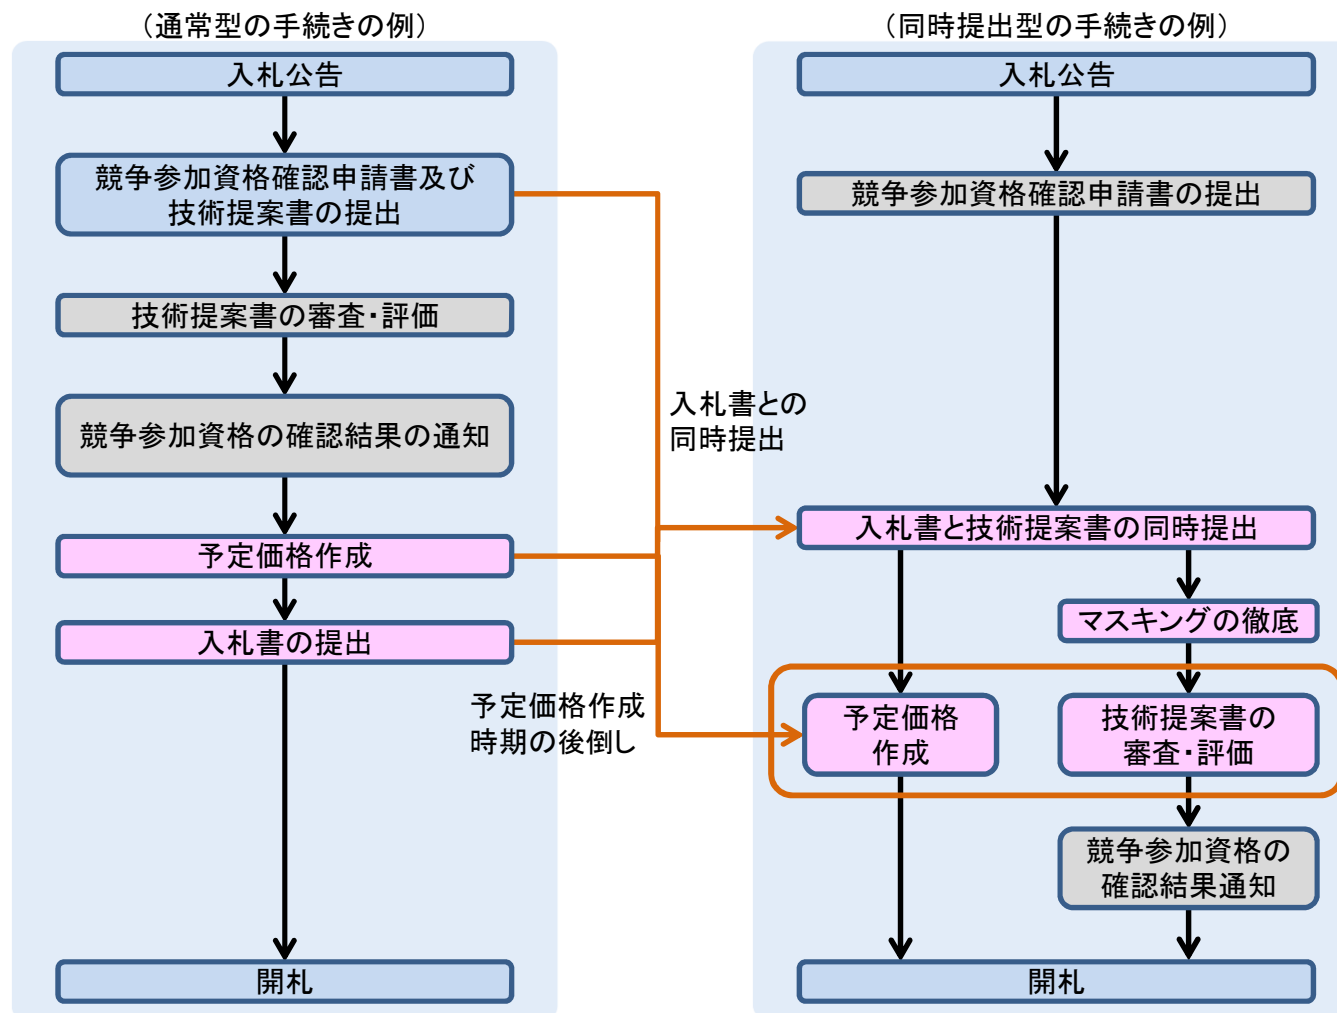 （通常型の手続きの例）
入札公告
競争参加資格確認申請書及び
技術提案書の提出
技術提案書の審査・評価
競争参加資格の確認結果の通知
予定価格作成
入札書の提出
開札
入札書との
同時提出
予定価格作成
時期の後倒し
（同時提出型の手続きの例）
入札公告
競争参加資格確認申請書の提出
入札書と技術提案書の同時提出
マスキングの徹底
予定価格
作成
技術提案書の
審査・評価
競争参加資格の
確認結果通知
開札